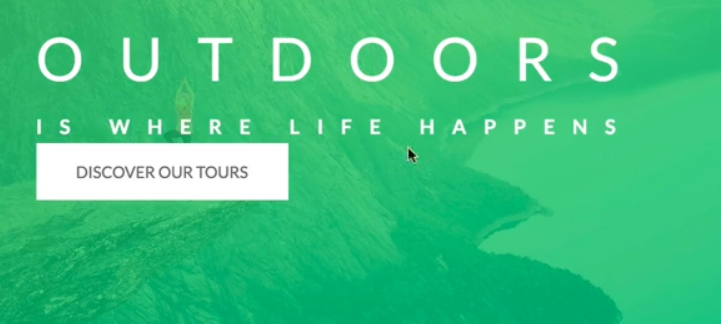 OUTDOORS
IS WHERE LIFE HAPPENS
DISCOVER OUR TOURS